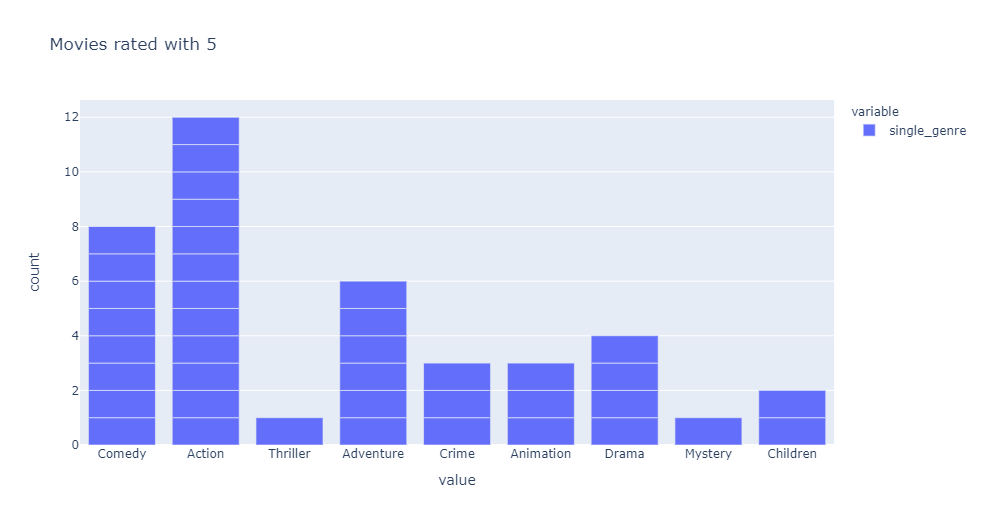 Movies rated with 5
variable
single_genre
count
12
10
8
6
4
2
0
Comedy Action Thriller Adventure Crime Animation Drama Mystery Children
value